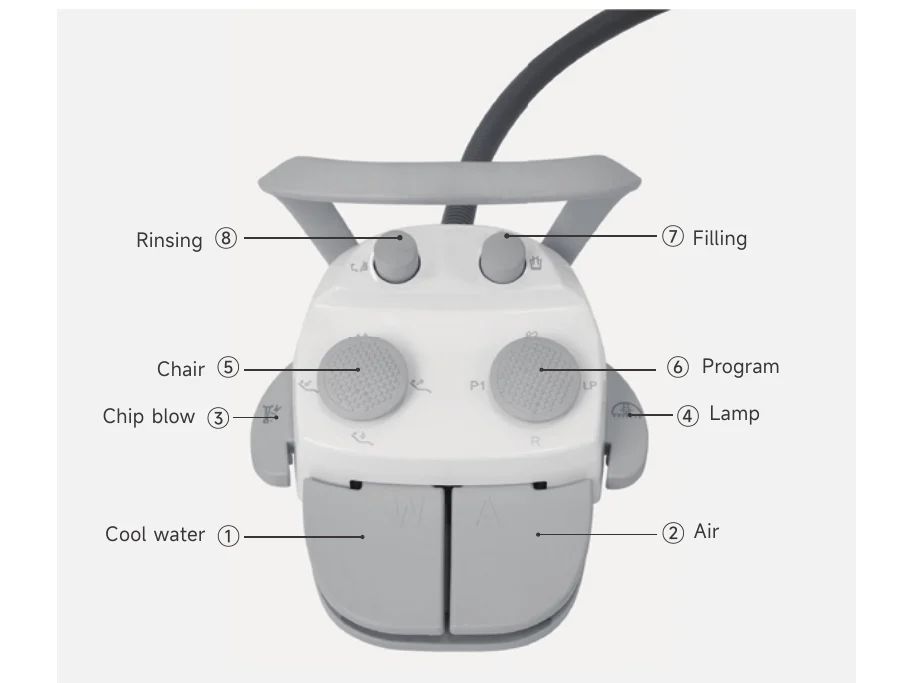 Rinsing ⑧
⑦ Filling
Chair ⑤
⑥ Program
P1
LP
Chip blow ③
④ Lamp
R
W
A
Cool water ①
② Air